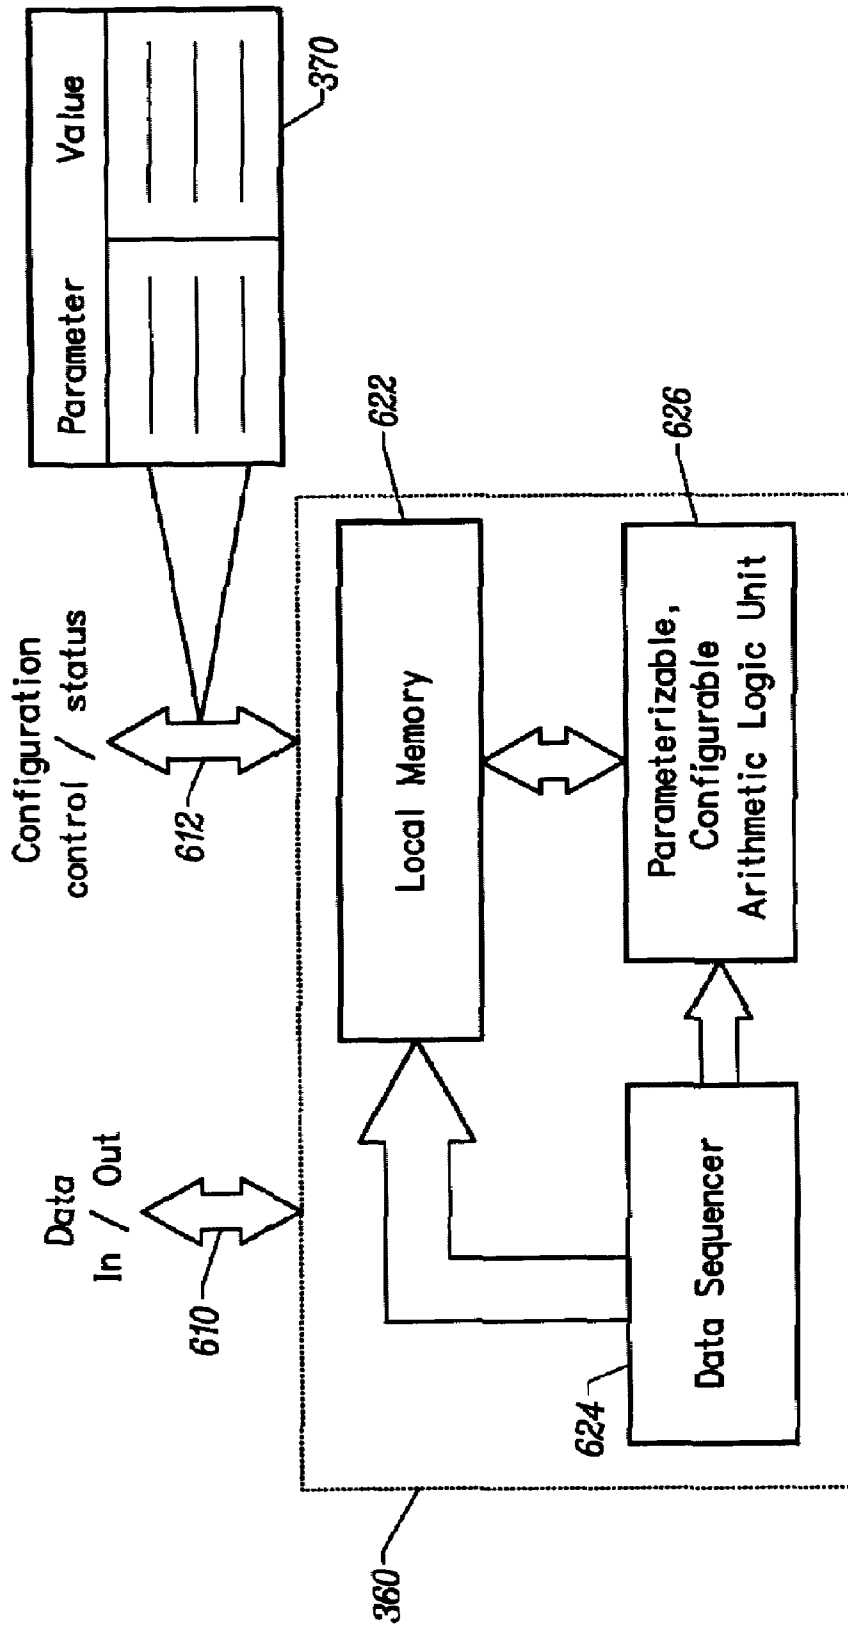 Data
In / Out
610
Configuration
control / status
612
Parameter
Value
370
360
Local Memory
622
Data Sequencer
624
Parameterizable,
Configurable
Arithmetic Logic Unit
626